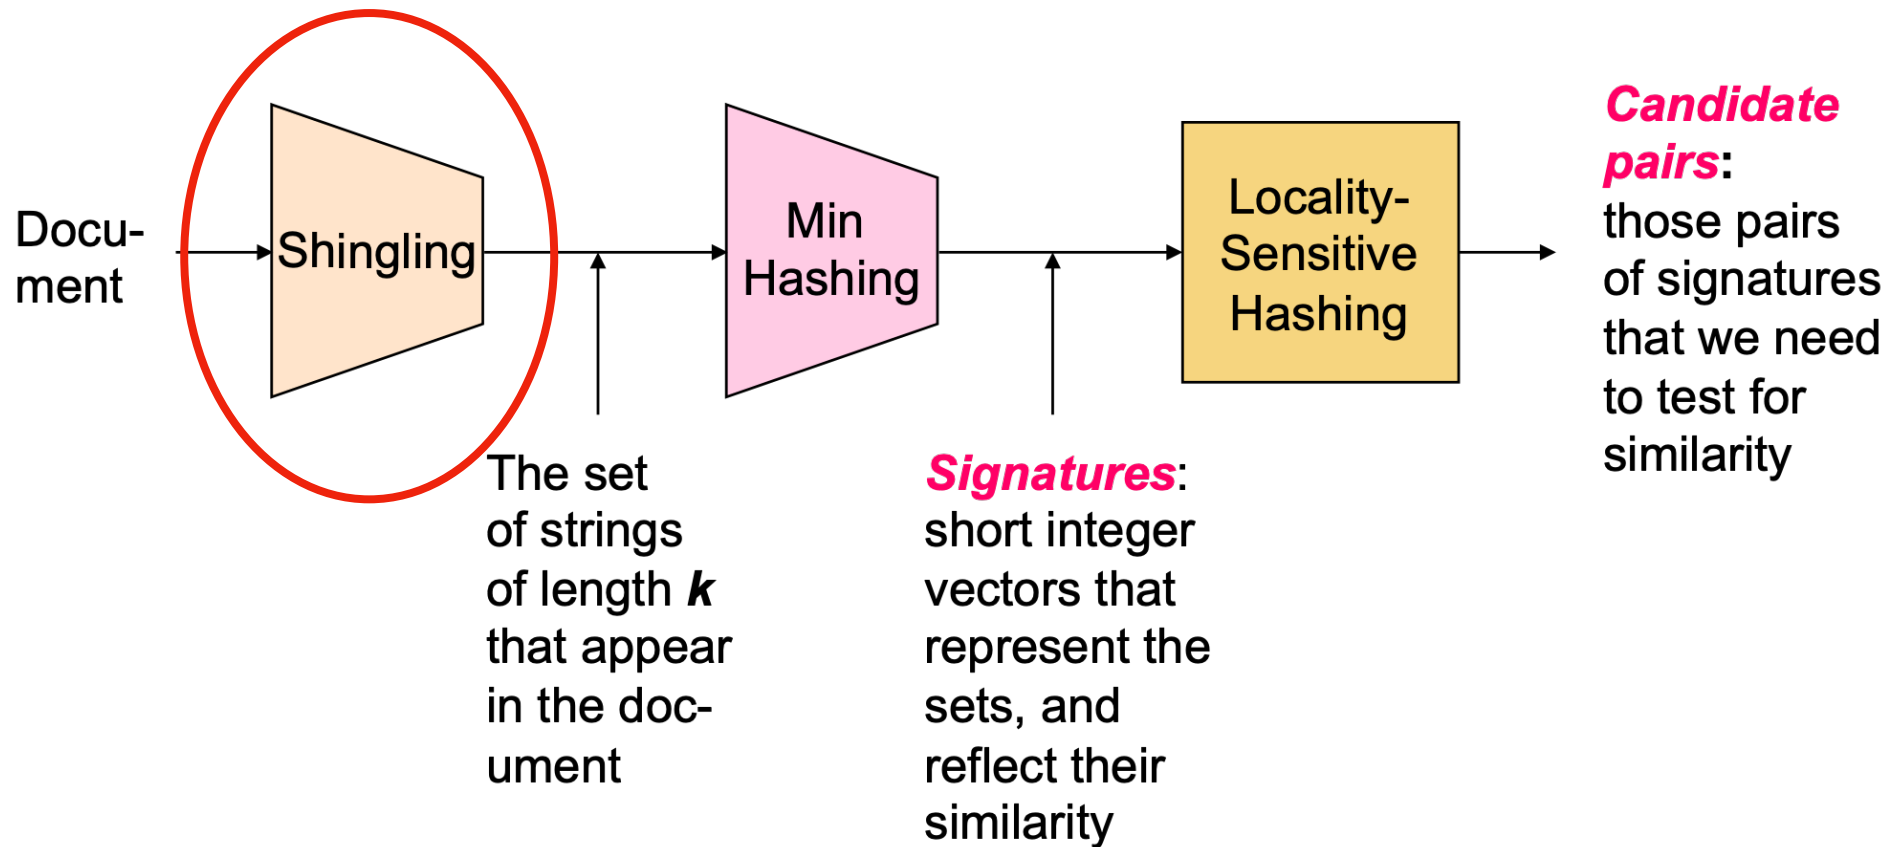 Docu-
ment
Shingling
The set
of strings
of length k
that appear
in the doc-
ument
Min
Hashing
Signatures:
short integer
vectors that
represent the
sets, and
reflect their
similarity
Locality-
Sensitive
Hashing
Candidate
pairs:
those pairs
of signatures
that we need
to test for
similarity